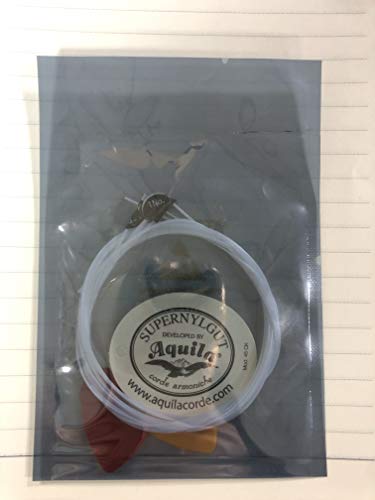 SUPERNYLGUT
DEVELOPED BY
Aquila
corde armoniche
www.aquilacorde.com